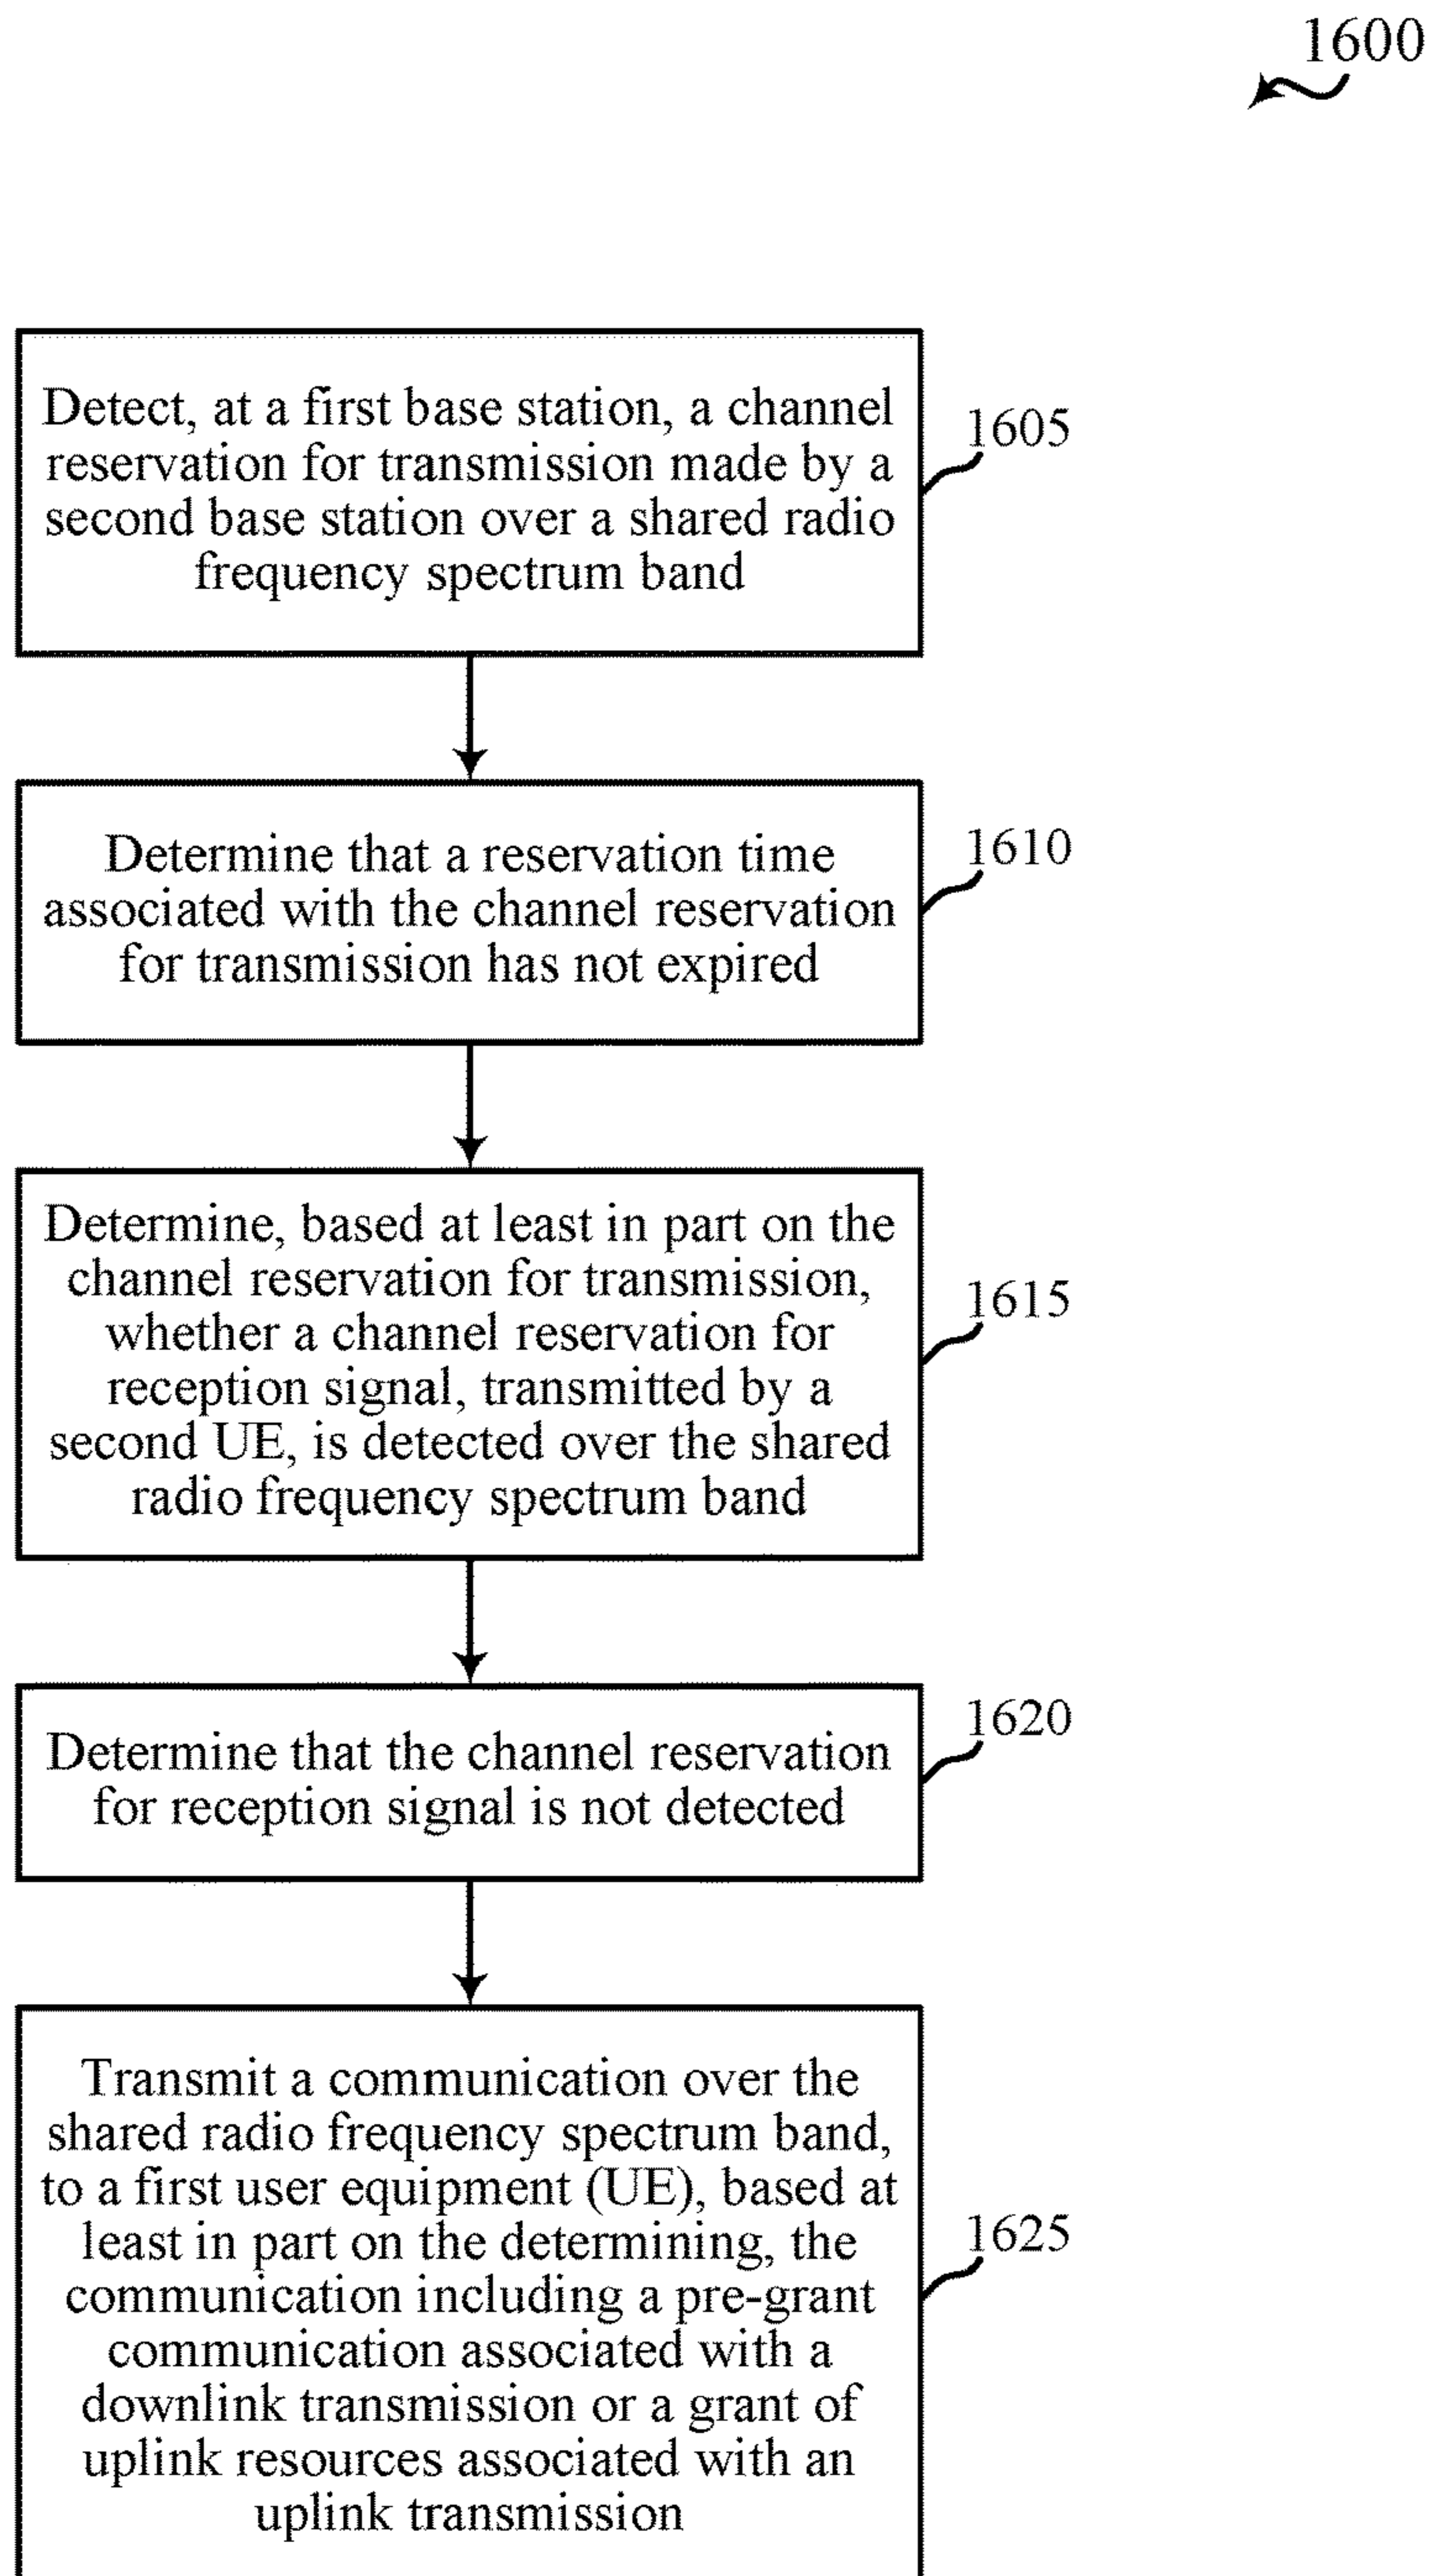 1600
Detect, at a first base station, a channel
reservation for transmission made by a
second base station over a shared radio
frequency spectrum band
1605
Determine that a reservation time
associated with the channel reservation
for transmission has not expired
1610
Determine, based at least in part on the
channel reservation for transmission,
whether a channel reservation for
reception signal, transmitted by a
second UE, is detected over the shared
radio frequency spectrum band
1615
Determine that the channel reservation
for reception signal is not detected
1620
Transmit a communication over the
shared radio frequency spectrum band,
to a first user equipment (UE), based at
least in part on the determining, the
communication including a pre-grant
communication associated with a
downlink transmission or a grant of
uplink resources associated with an
uplink transmission
1625